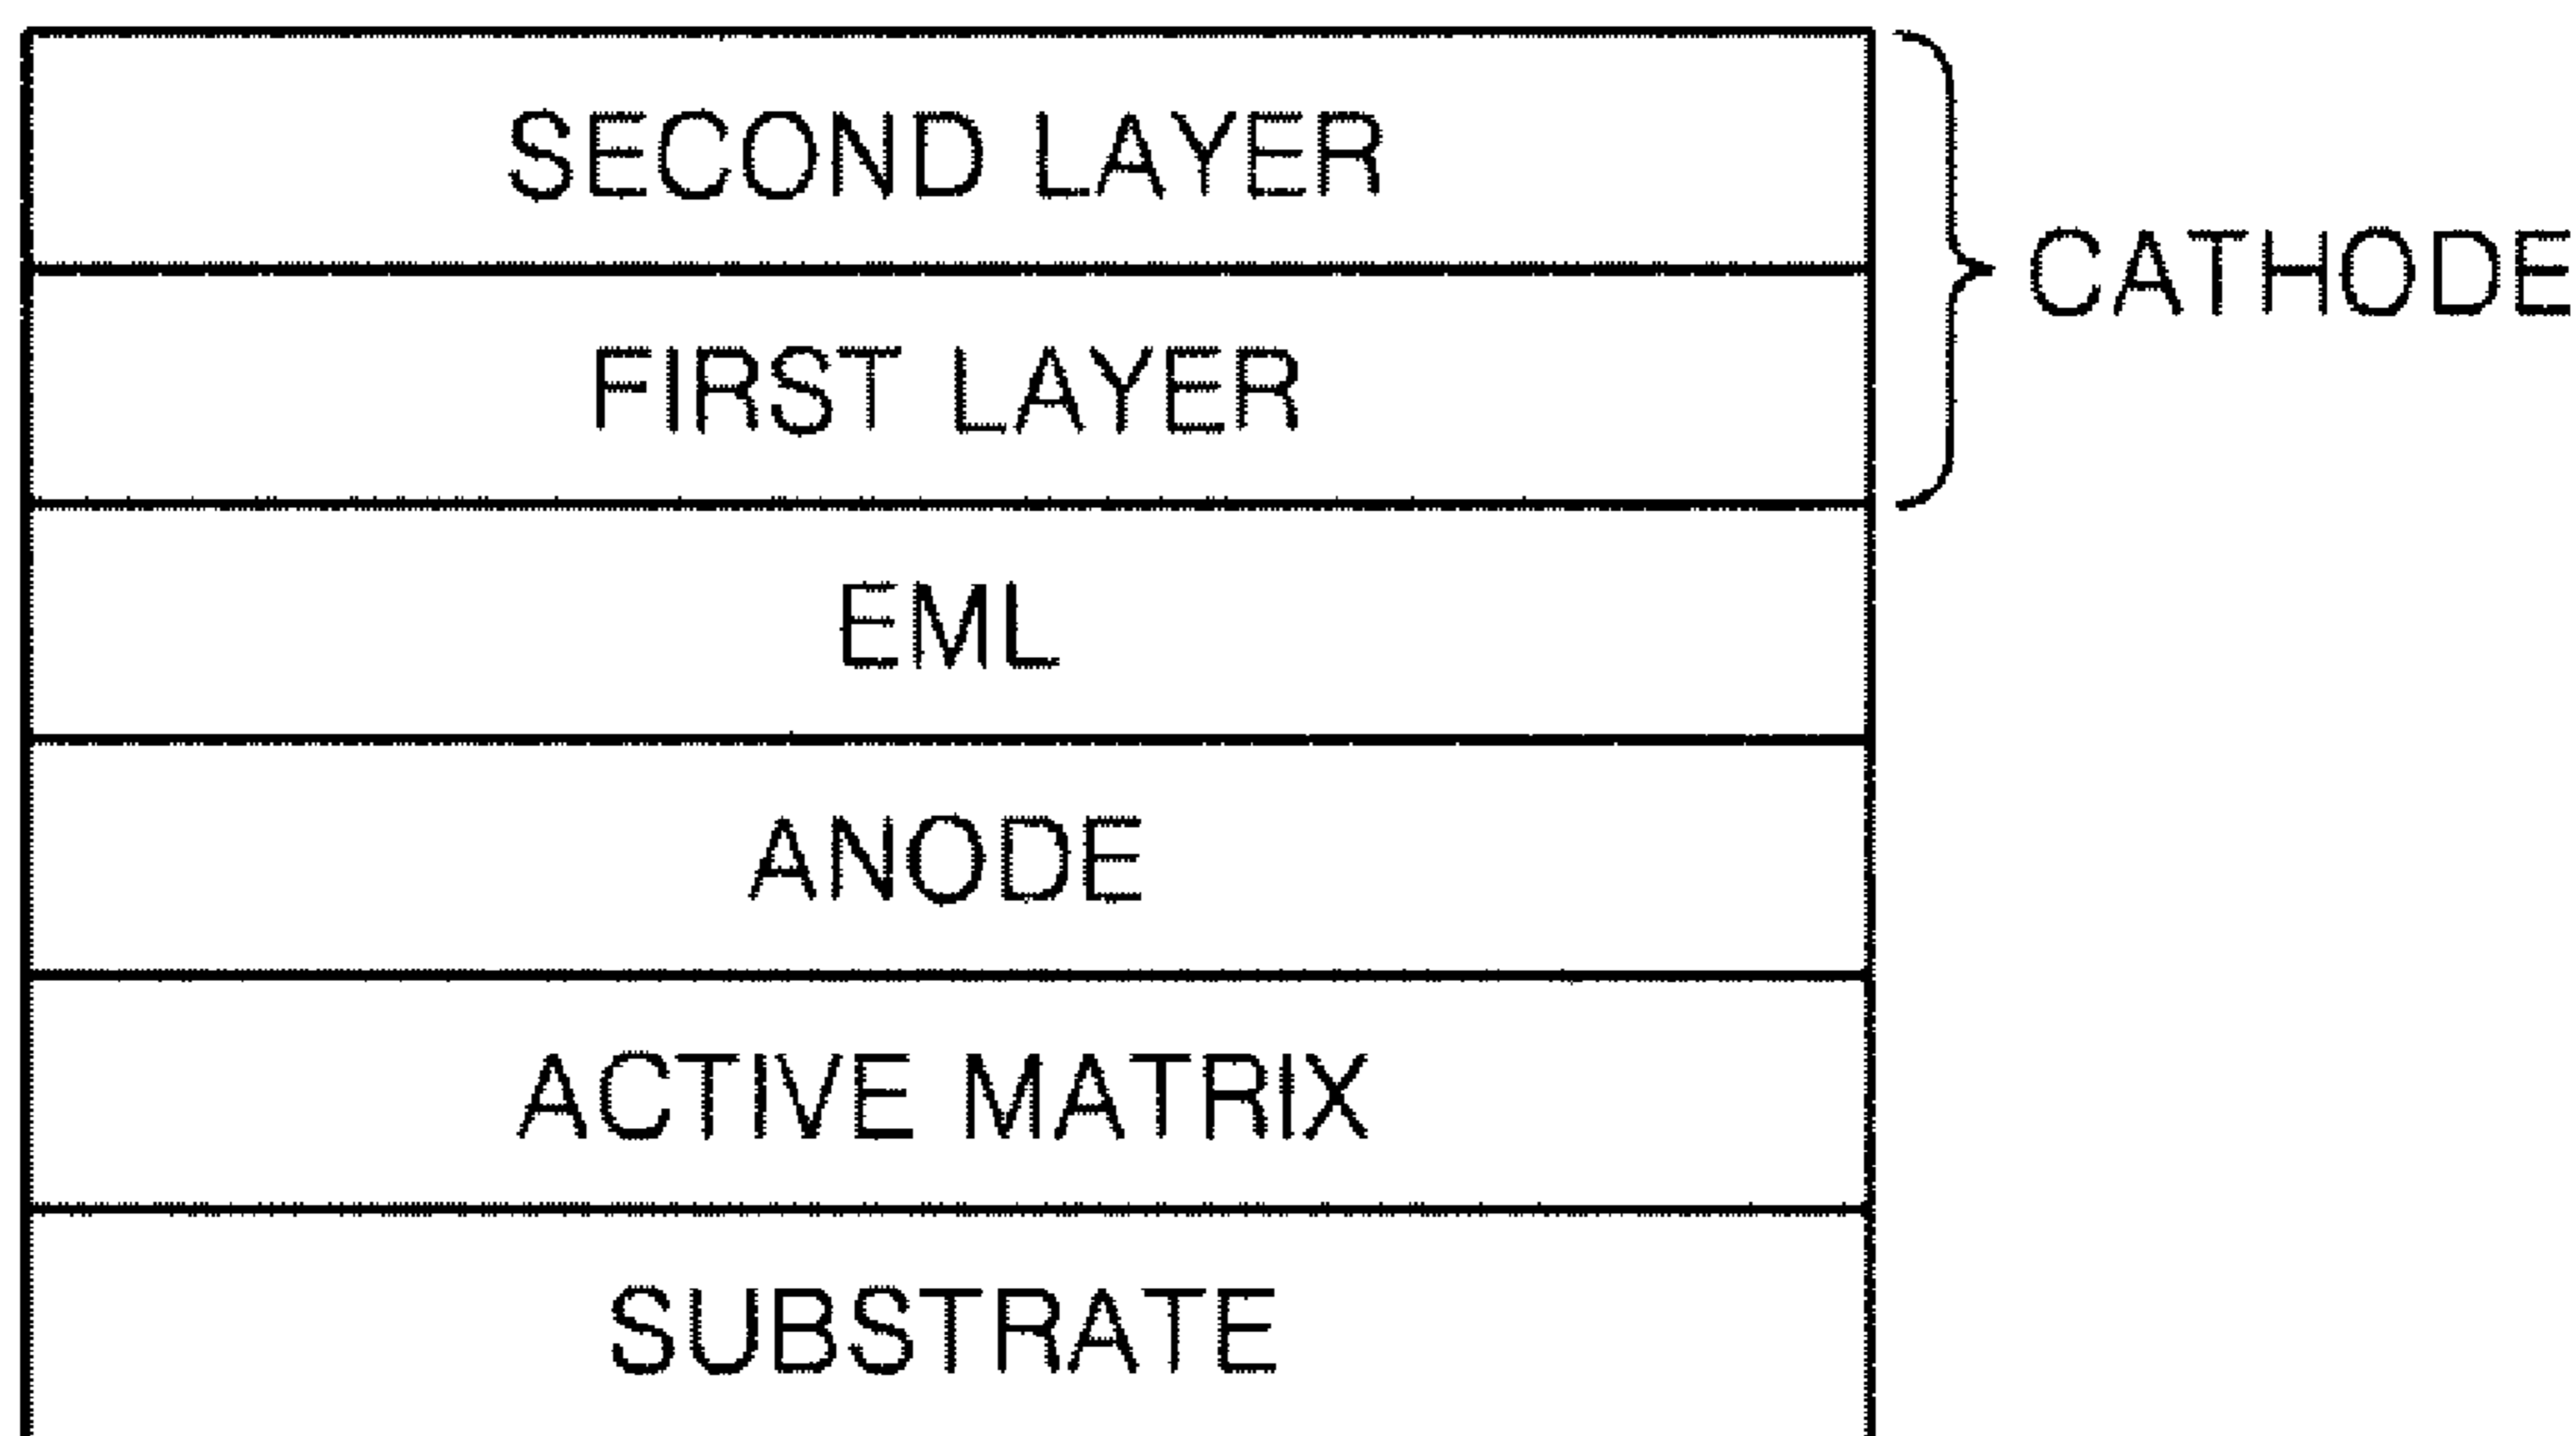 SECOND LAYER
CATHODE
FIRST LAYER
EML
ANODE
ACTIVE MATRIX
SUBSTRATE